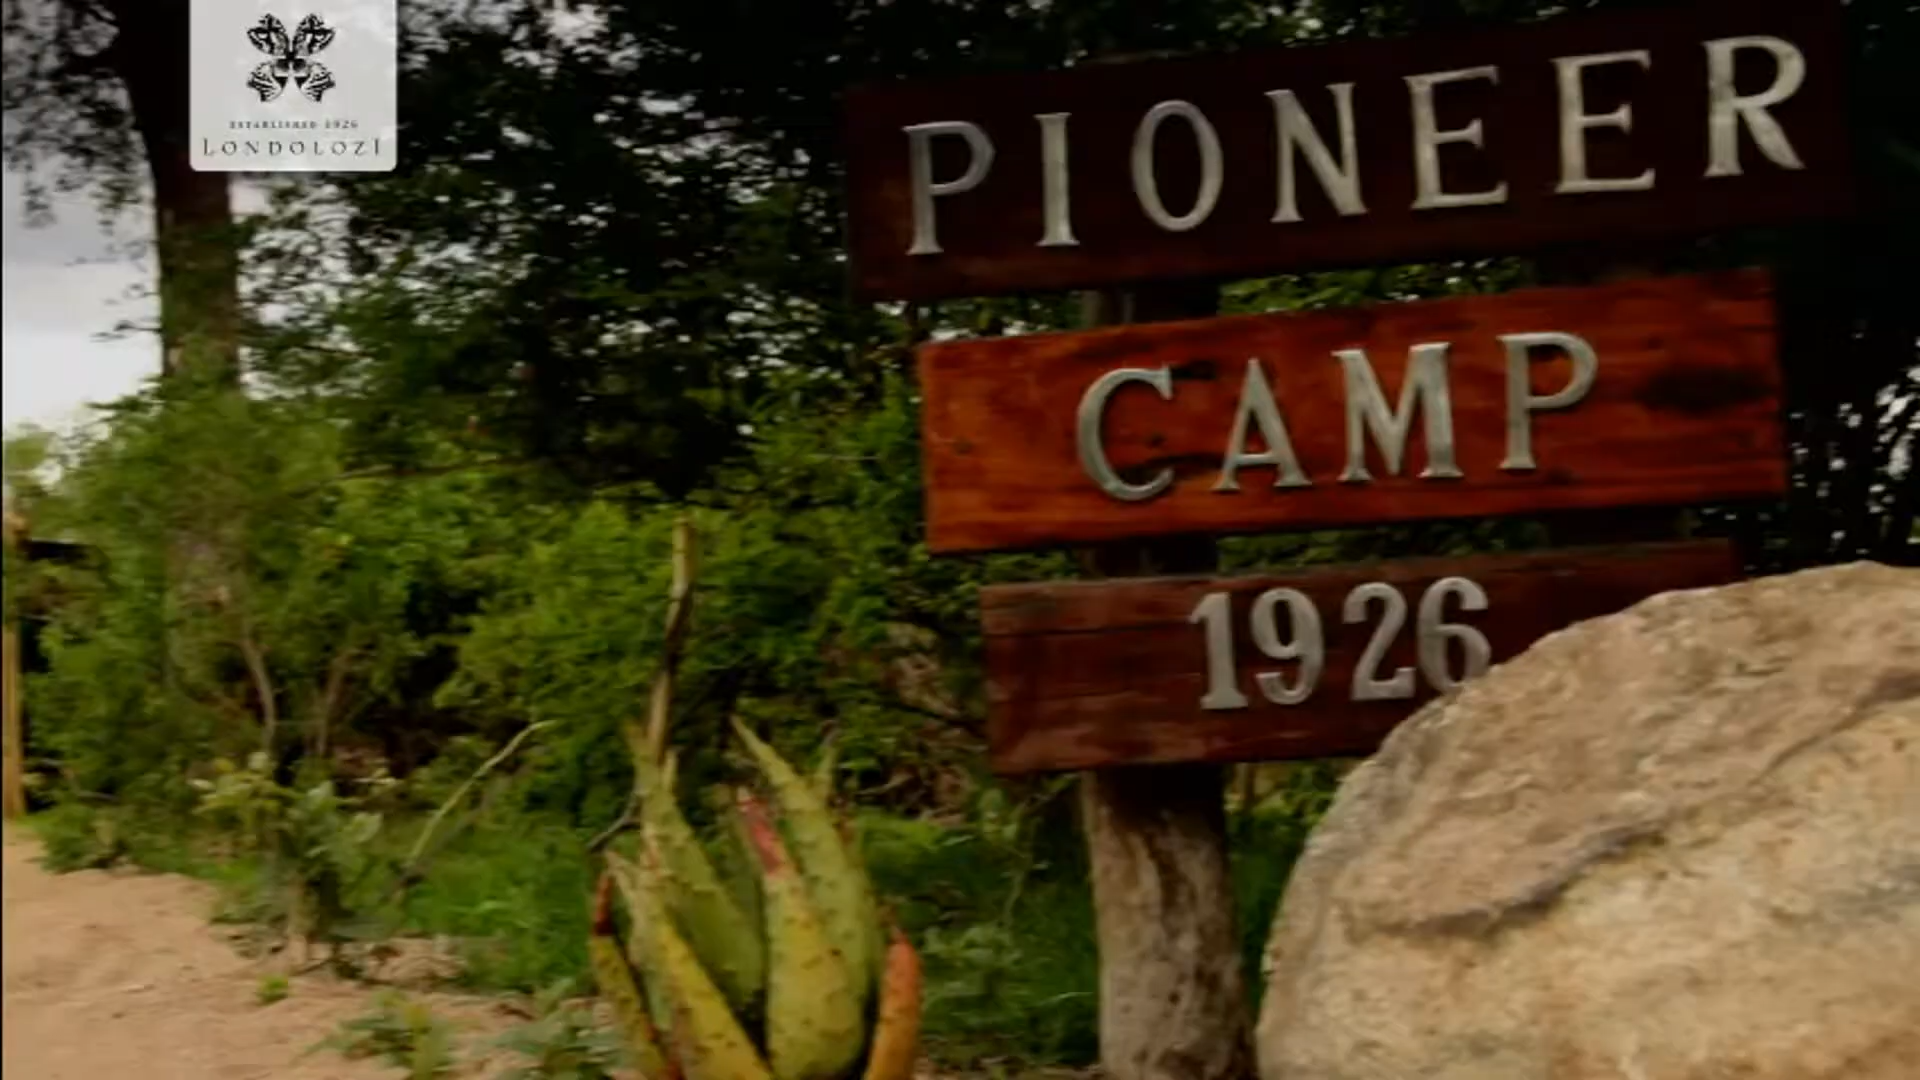 ESTABLISHED 1926
LONDOLOZI
PIONEER
CAMP
1926